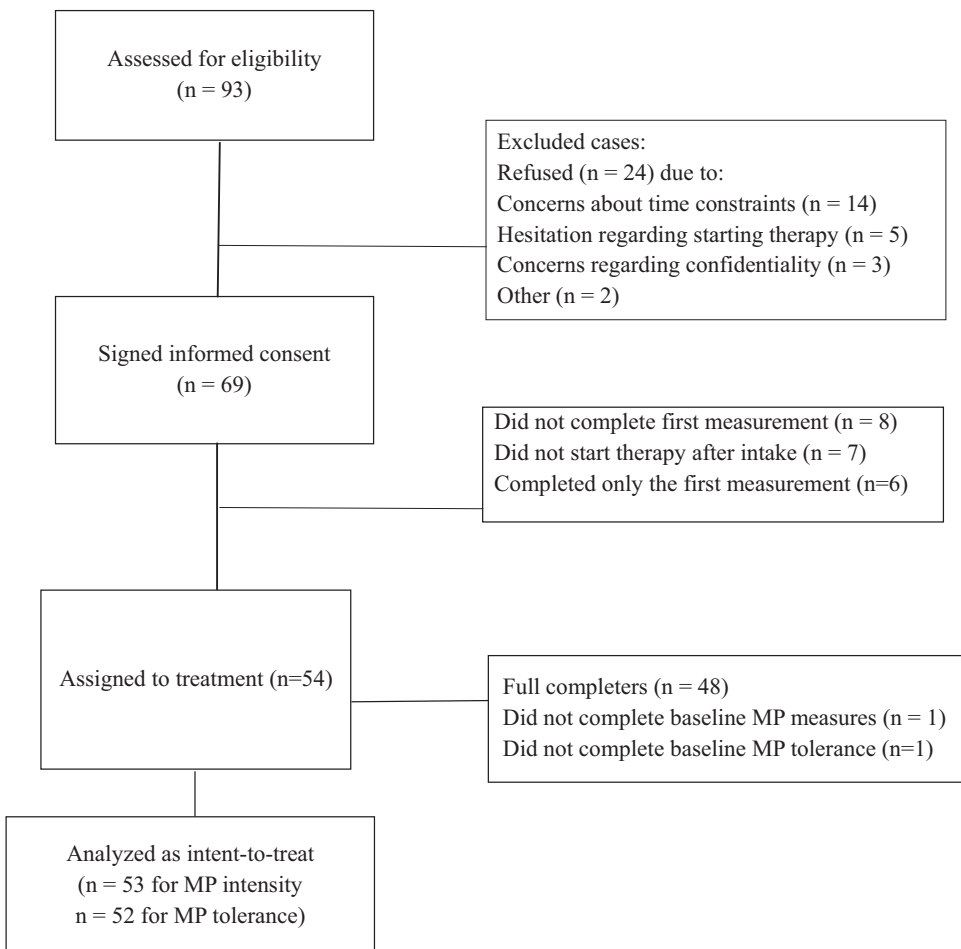 Assessed for eligibility
(n = 93)
Excluded cases:
Refused (n = 24) due to:
Concerns about time constraints (n = 14)
Hesitation regarding starting therapy (n = 5)
Concerns regarding confidentiality (n = 3)
Other (n = 2)
Signed informed consent
(n = 69)
Did not complete first measurement (n = 8)
Did not start therapy after intake (n = 7)
Completed only the first measurement (n=6)
Assigned to treatment (n=54)
Full completers (n = 48)
Did not complete baseline MP measures (n = 1)
Did not complete baseline MP tolerance (n=1)
Analyzed as intent-to-treat
(n = 53 for MP intensity
n = 52 for MP tolerance)